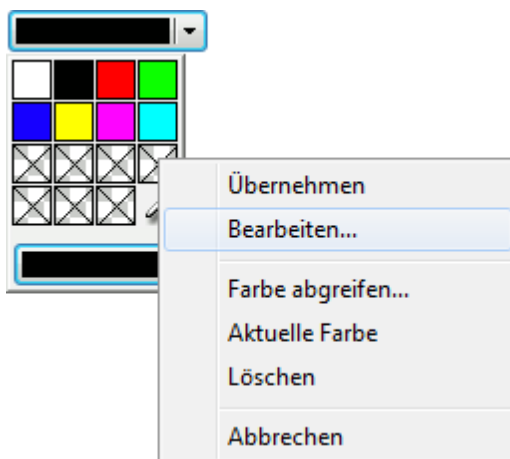 Übernehmen
Bearbeiten...
Farbe abgreifen...
Aktuelle Farbe
Löschen
Abbrechen